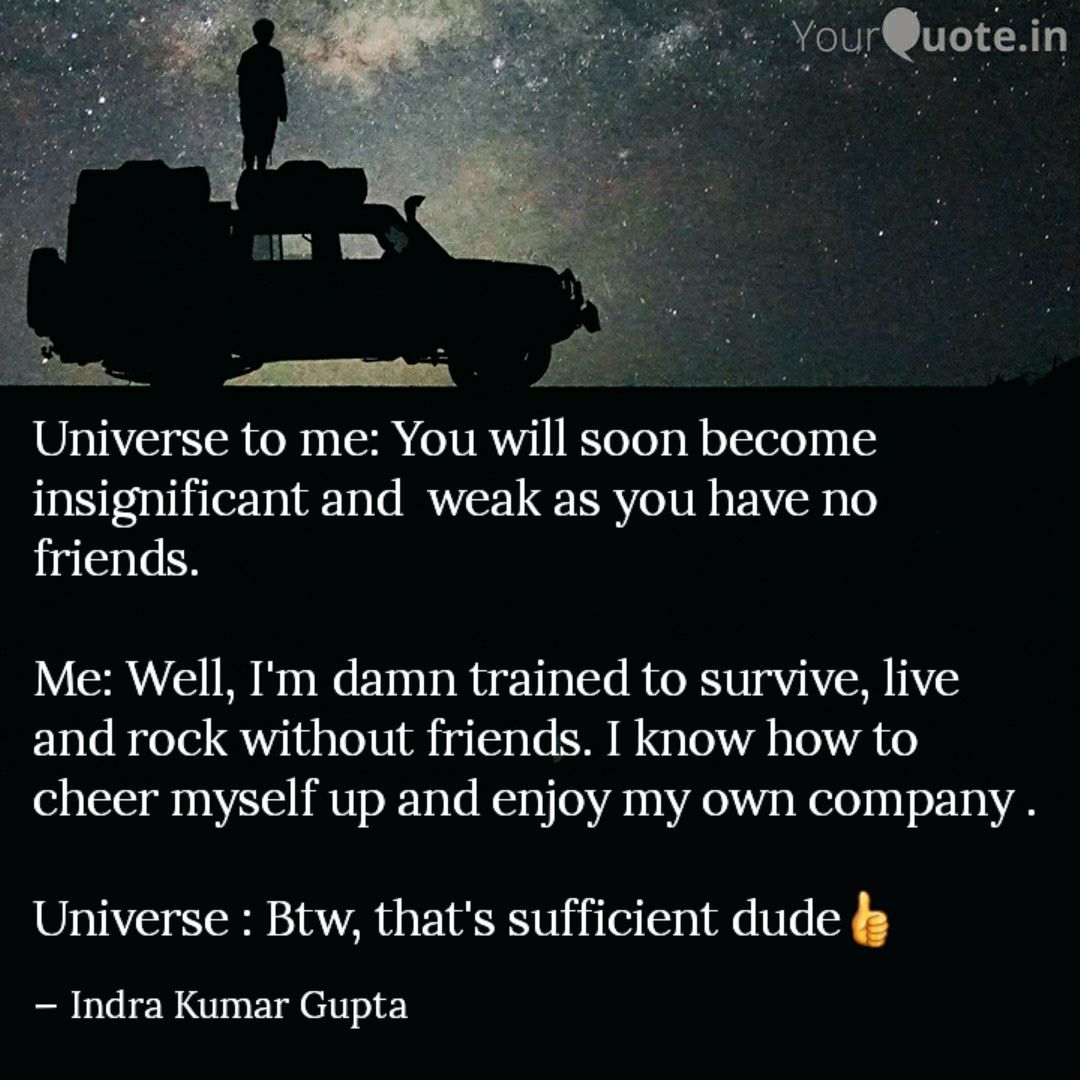 YourQuote.in
Universe to me: You will soon become
insignificant and  weak as you have no
friends.
Me: Well, I'm damn trained to survive, live
and rock without friends. I know how to
cheer myself up and enjoy my own company .
Universe : Btw, that's sufficient dude👍
– Indra Kumar Gupta